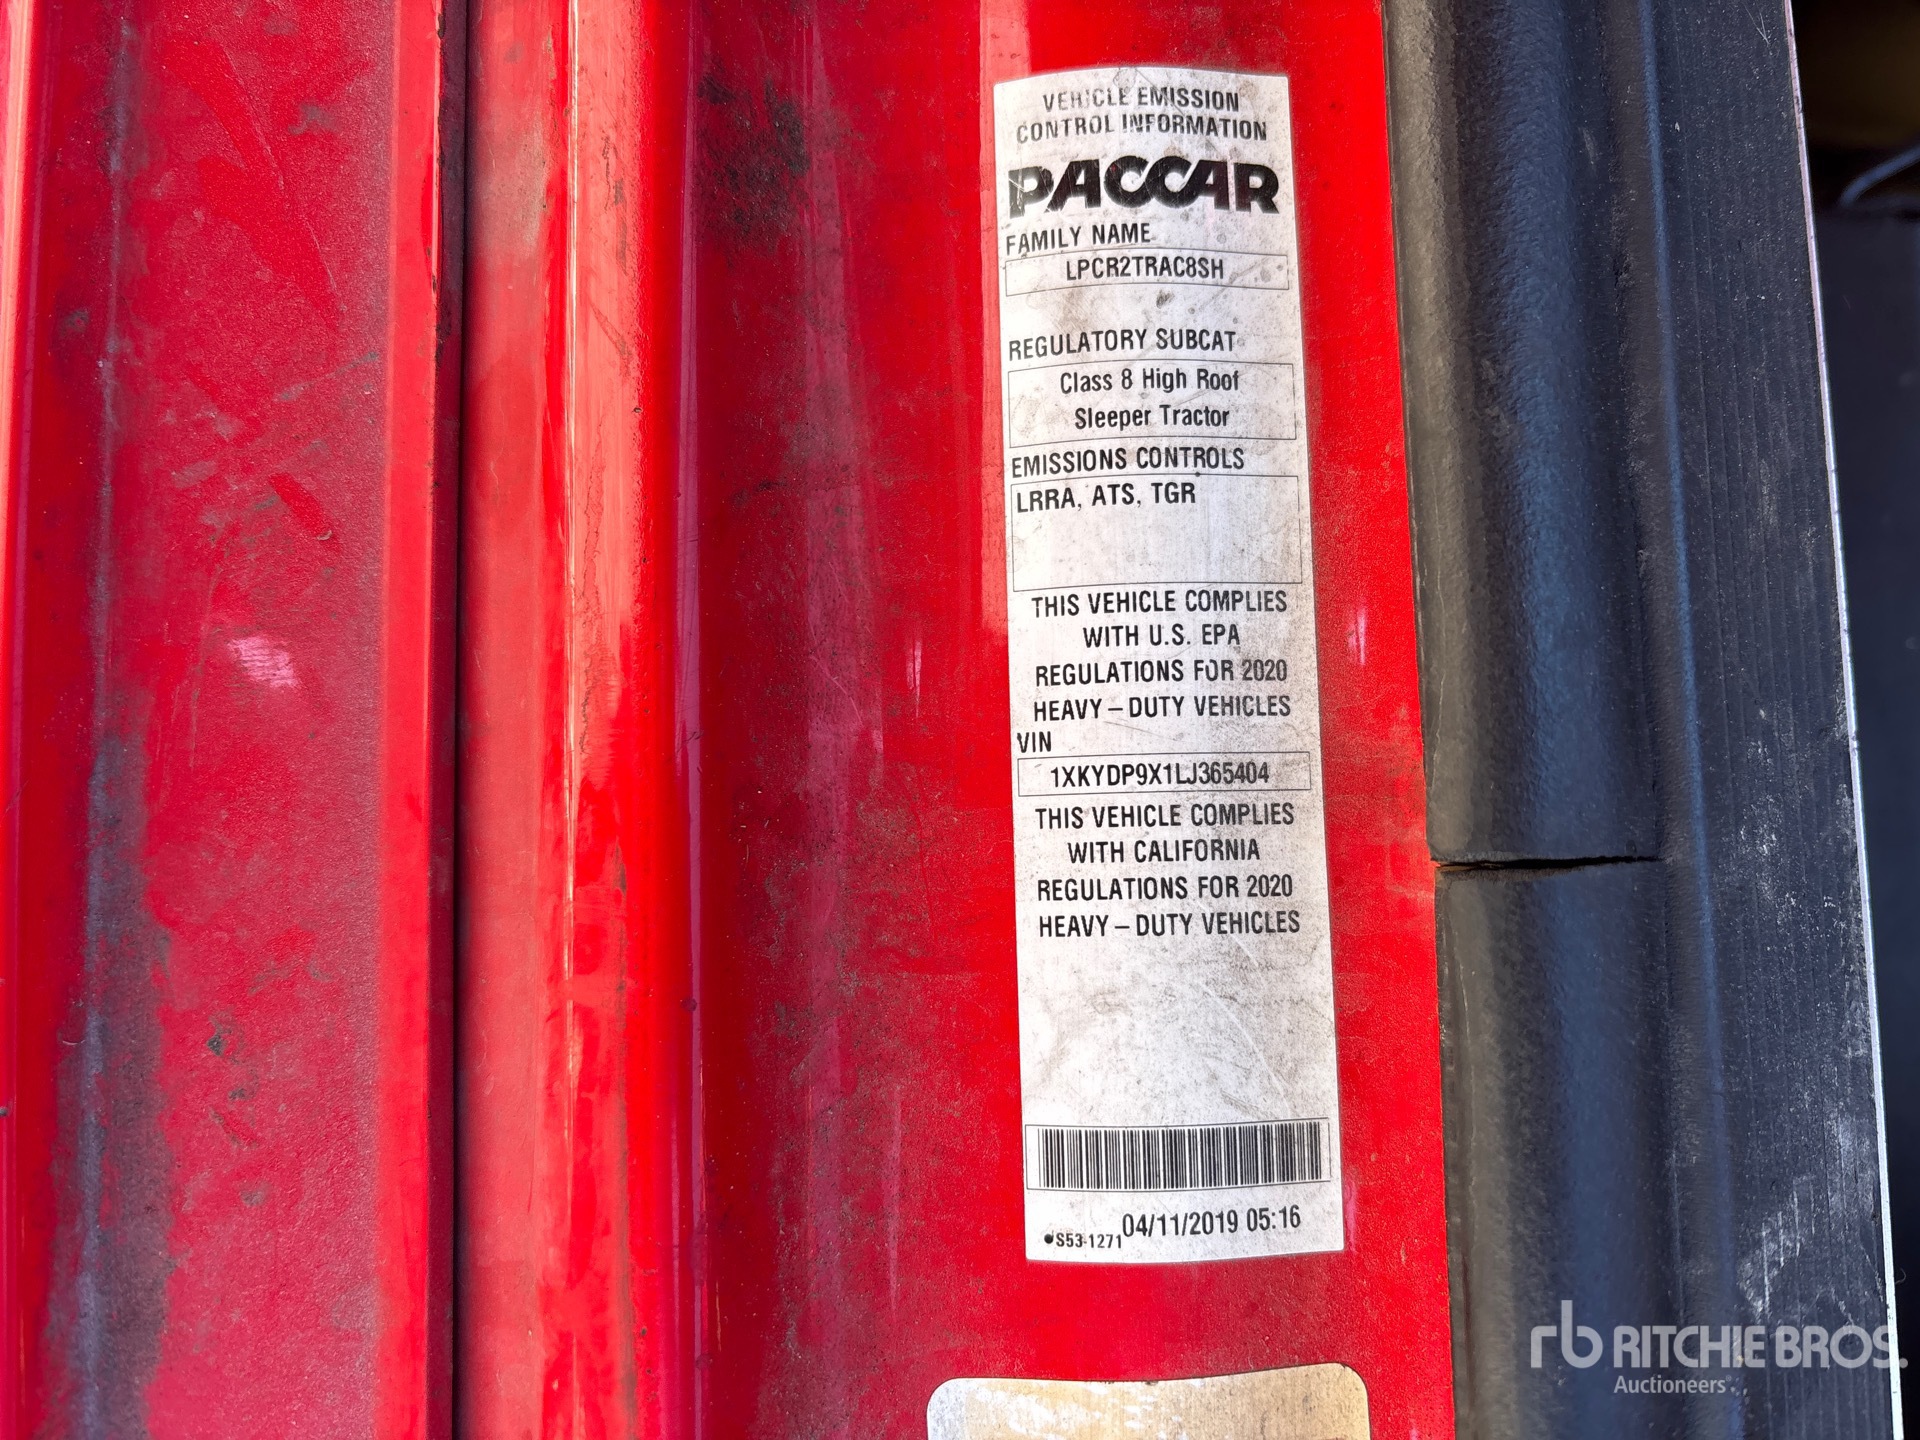 VEHICLE EMISSION
CONTROL INFORMATION
PACCAR
FAMILY NAME
LPCR2TRAC8SH
REGULATORY SUBCAT
Class 8 High Roof
Sleeper Tractor
EMISSIONS CONTROLS
LRRA, ATS, TGR
THIS VEHICLE COMPLIES
WITH U.S. EPA
REGULATIONS FOR 2020
HEAVY – DUTY VEHICLES
VIN
1XKYDP9X1LJ365404
THIS VEHICLE COMPLIES
WITH CALIFORNIA
REGULATIONS FOR 2020
HEAVY – DUTY VEHICLES
S53-1271 04/11/2019 05:16
rb RITCHIE BROS.
Auctioneers